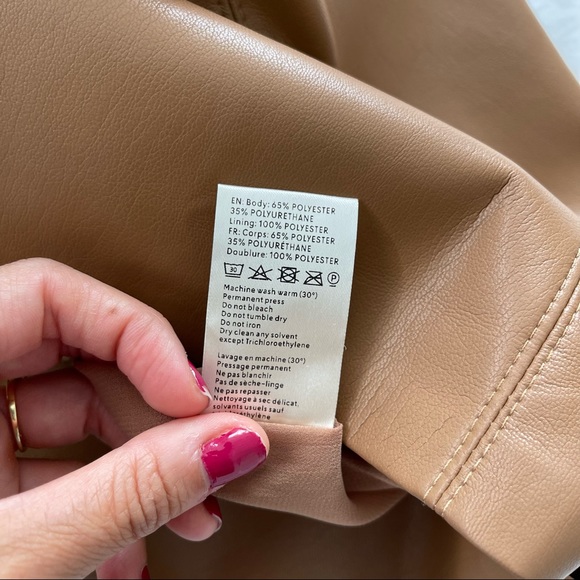 EN: Body: 65% POLYESTER
35% POLYURETHANE
Lining: 100% POLYESTER
FR: Corps: 65% POLYESTER
35% POLYURÉTHANE
Doublure: 100% POLYESTER
30 P
Machine wash warm (30°)
Permanent press
Do not bleach
Do not tumble dry
Do not iron
Dry clean any solvent
except Trichloroethylene
Lavage en machine (30°)
Pressage permanent
Ne pas blanchir
Pas de sèche-linge
Ne pas repasser
Nettoyage à sec délicat.
solvants usuels sauf